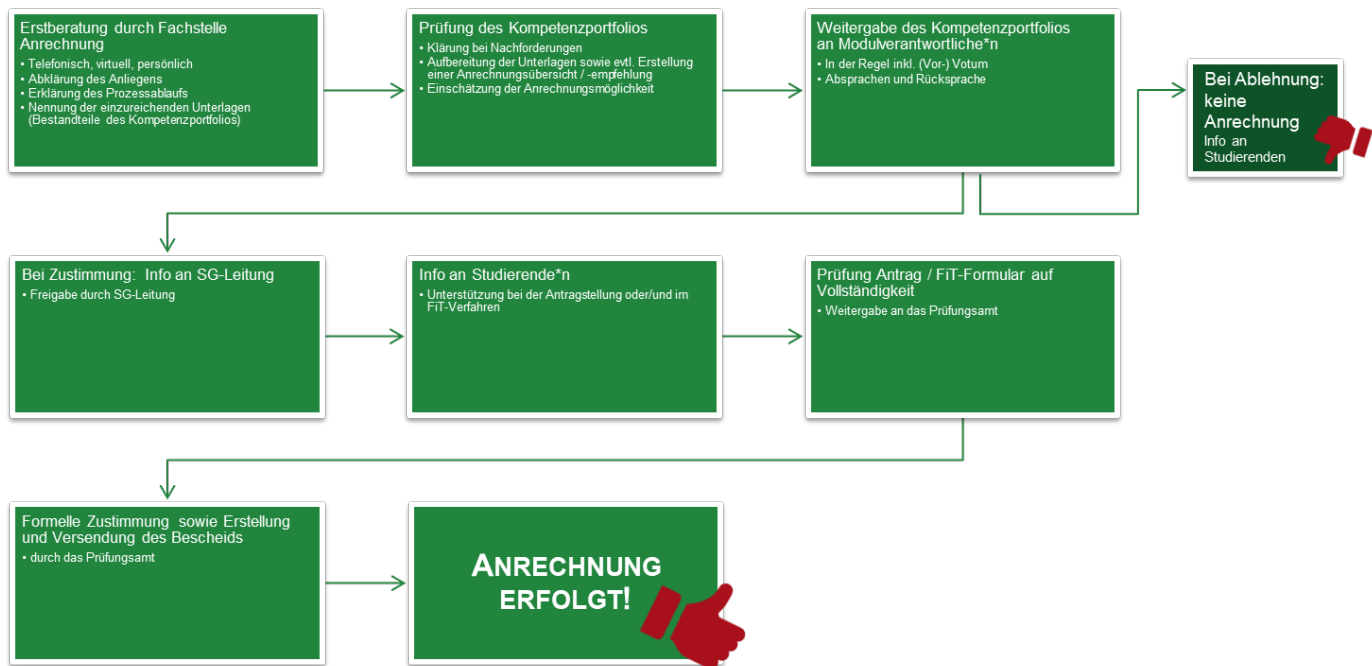 Erstberatung durch Fachstelle
Anrechnung
• Telefonisch, virtuell, persönlich
• Abklärung des Anliegens
• Erklärung des Prozessablaufs
• Nennung der einzureichenden Unterlagen
(Bestandteile des Kompetenzportfolios)
Prüfung des Kompetenzportfolios
• Klärung bei Nachforderungen
• Aufbereitung der Unterlagen sowie evtl. Erstellung
einer Anrechnungsübersicht / -empfehlung
• Einschätzung der Anrechnungsmöglichkeit
Weitergabe des Kompetenzportfolios
an Modulverantwortliche*n
• In der Regel inkl. (Vor-) Votum
• Absprachen und Rücksprache
Bei Ablehnung:
keine
Anrechnung
Info an
Studierenden
Bei Zustimmung: Info an SG-Leitung
• Freigabe durch SG-Leitung
Info an Studierende*n
• Unterstützung bei der Antragstellung oder/und im
FiT-Verfahren
Prüfung Antrag / FiT-Formular auf
Vollständigkeit
• Weitergabe an das Prüfungsamt
Formelle Zustimmung sowie Erstellung
und Versendung des Bescheids
• durch das Prüfungsamt
ANRECHNUNG
ERFOLGT!